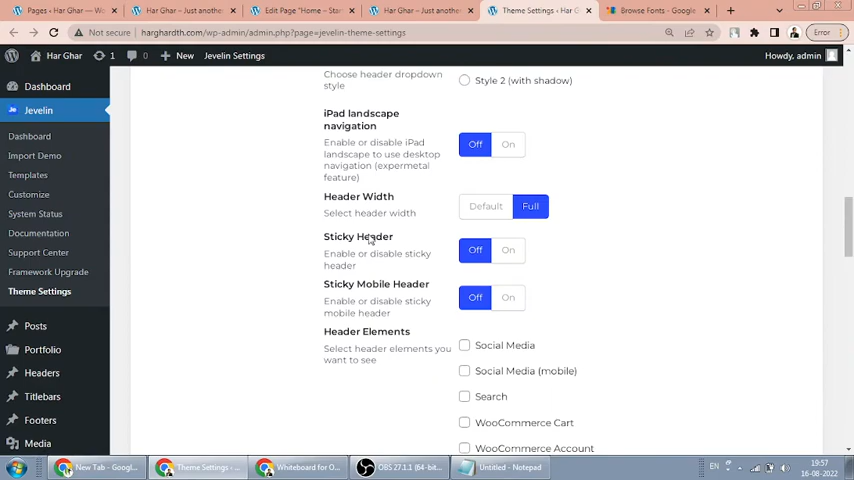 Pages ‹ Har Ghar — Wo
Har Ghar – Just anothe
Edit Page "Home – Star
Har Ghar – Just anothe
Theme Settings ‹ Har G
Browse Fonts - Google
Not secure
harghardth.com/wp-admin/admin.php?page=jevelin-theme-settings
Error
Har Ghar
1
0
New
Jevelin Settings
Howdy, admin
Dashboard
Jevelin
Dashboard
Import Demo
Templates
Customize
System Status
Documentation
Support Center
Framework Upgrade
Theme Settings
Posts
Portfolio
Headers
Titlebars
Footers
Media
Choose header dropdown
style
Style 2 (with shadow)
iPad landscape
navigation
Enable or disable iPad
landscape to use desktop
navigation (expermetal
feature)
Off
On
Header Width
Select header width
Default
Full
Sticky Header
Enable or disable sticky
header
Off
On
Sticky Mobile Header
Enable or disable sticky
mobile header
Off
On
Header Elements
Select header elements you
want to see
Social Media
Social Media (mobile)
Search
WooCommerce Cart
WooCommerce Account
New Tab - Googl...
Theme Settings ‹ ...
Whiteboard for O...
OBS 27.1.1 (64-bit...
Untitled - Notepad
EN
19:57
16-08-2022